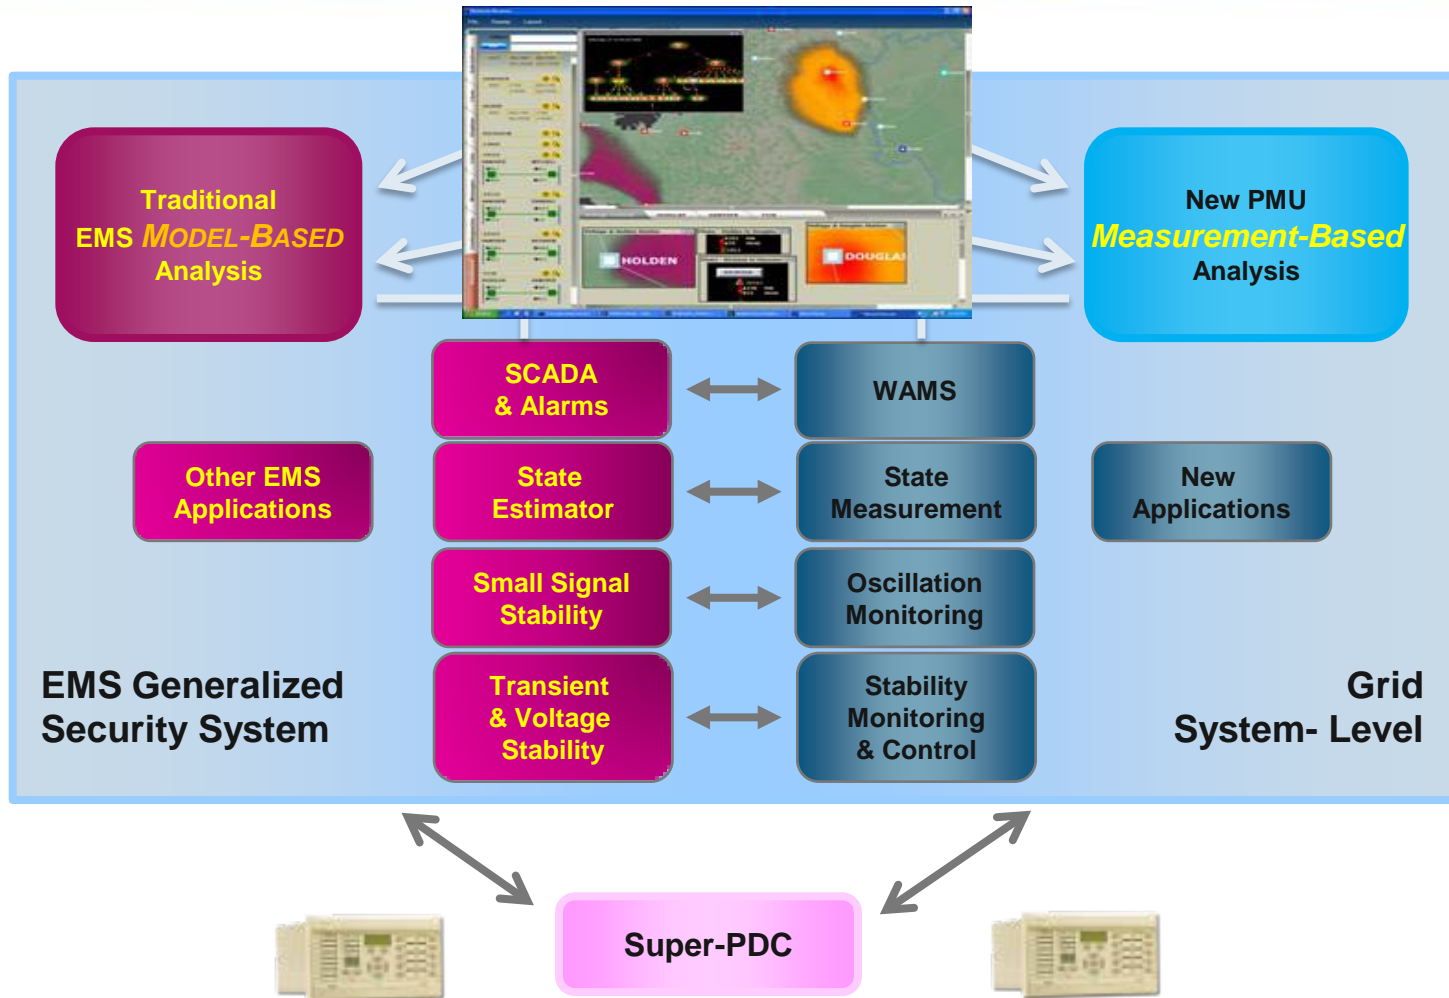 HOLDEN
DOUGLAS
Traditional
EMS MODEL-BASED
Analysis
New PMU
Measurement-Based
Analysis
SCADA
& Alarms
WAMS
Other EMS
Applications
State
Estimator
State
Measurement
New
Applications
Small Signal
Stability
Oscillation
Monitoring
EMS Generalized
Security System
Transient
& Voltage
Stability
Stability
Monitoring
& Control
Grid
System- Level
Super-PDC